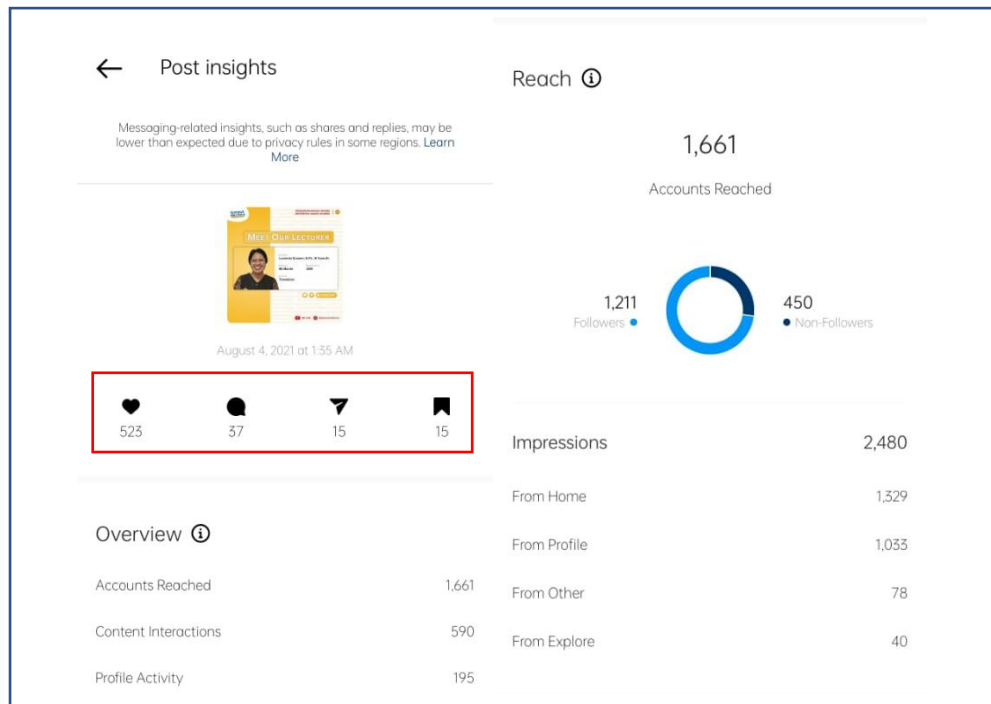 Post insights
Messaging-related insights, such as shares and replies, may be
lower than expected due to privacy rules in some regions. Learn
More
MEET OUR LECTURER
August 4, 2021 at 1:35 AM
523 37 15 15
Overview
Accounts Reached 1,661
Content Interactions 590
Profile Activity 195
Reach
1,661
Accounts Reached
1,211
Followers
450
Non-Followers
Impressions 2,480
From Home 1,329
From Profile 1,033
From Other 78
From Explore 40